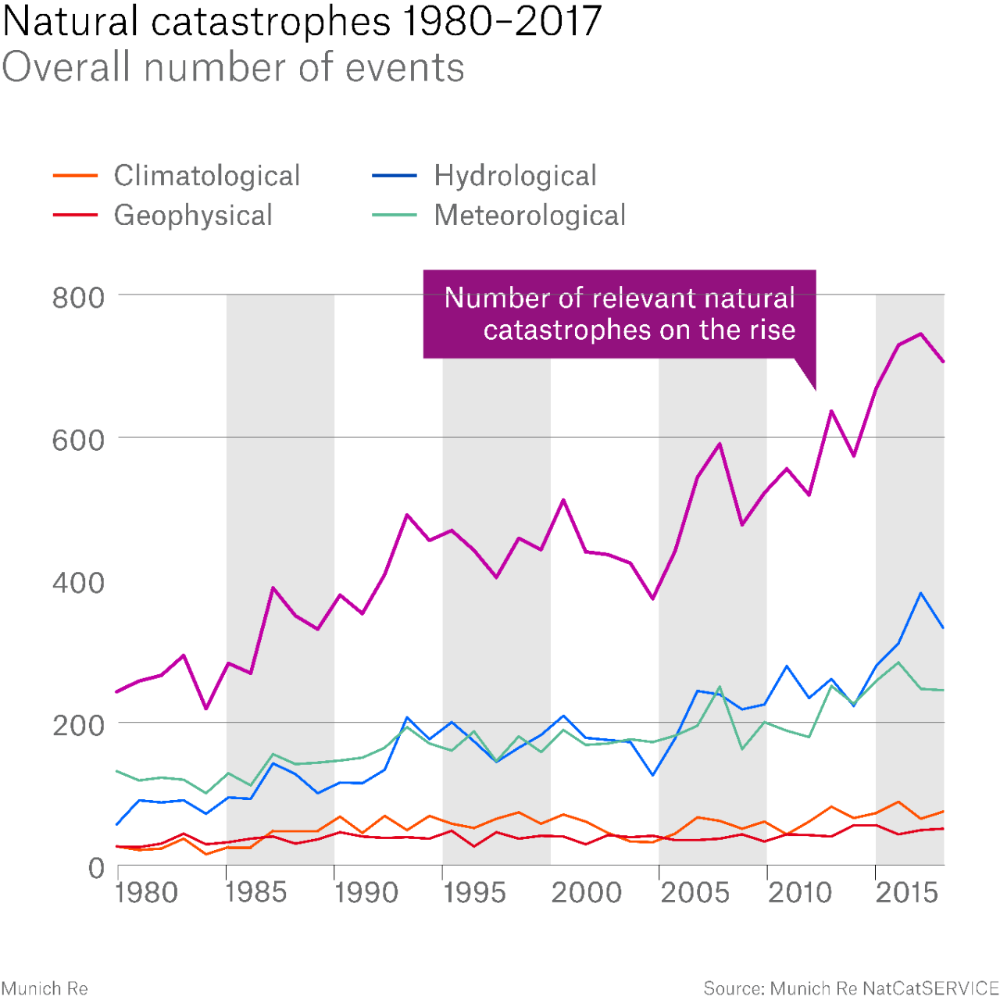 Natural catastrophes 1980–2017
Overall number of events
Climatological
Hydrological
Geophysical
Meteorological
Number of relevant natural
catastrophes on the rise
800
600
400
200
0
1980 1985 1990 1995 2000 2005 2010 2015
Munich Re
Source: Munich Re NatCatSERVICE